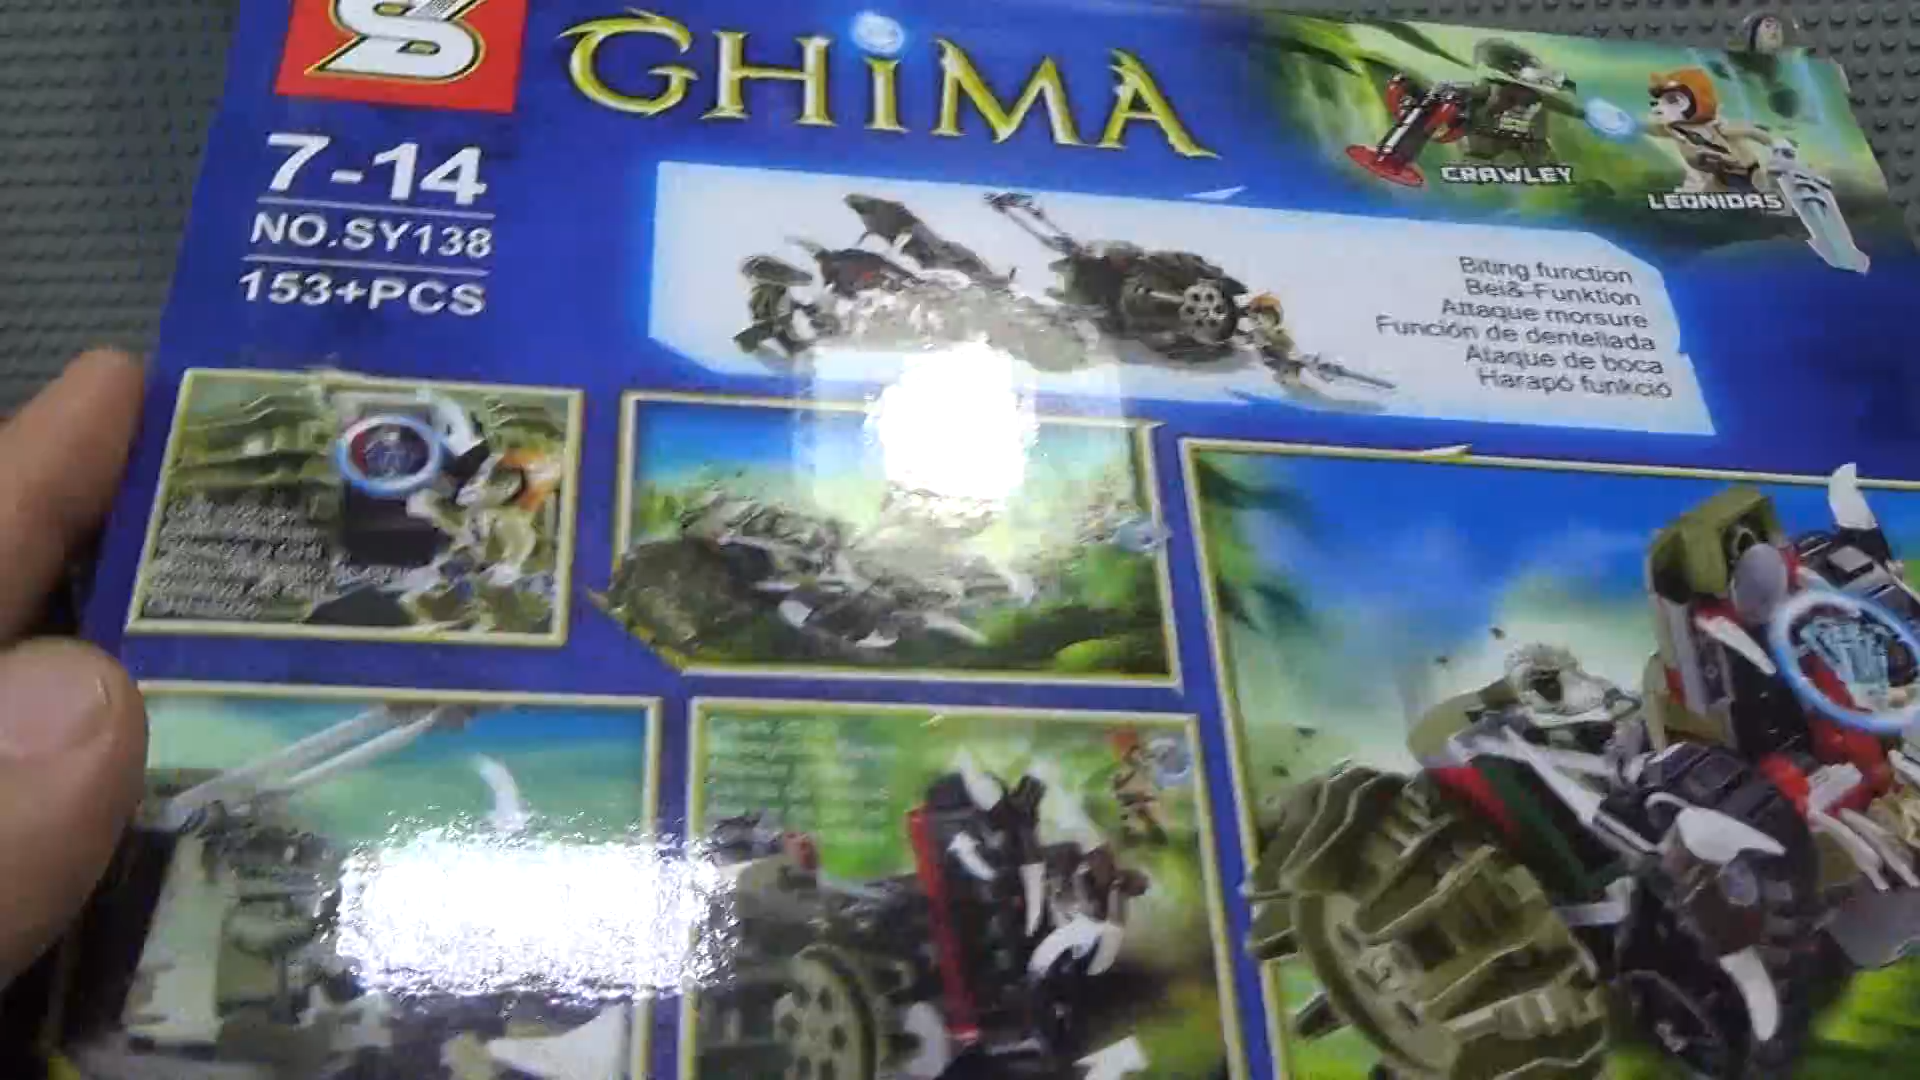 S
GHiMA
7-14
NO.SY138
153+PCS
CRAWLEY
LEONIDAS
Biting function
Bei&-Funktion
Attaque morsure
Función de dentellada
Ataque de boca
Harapó funkció